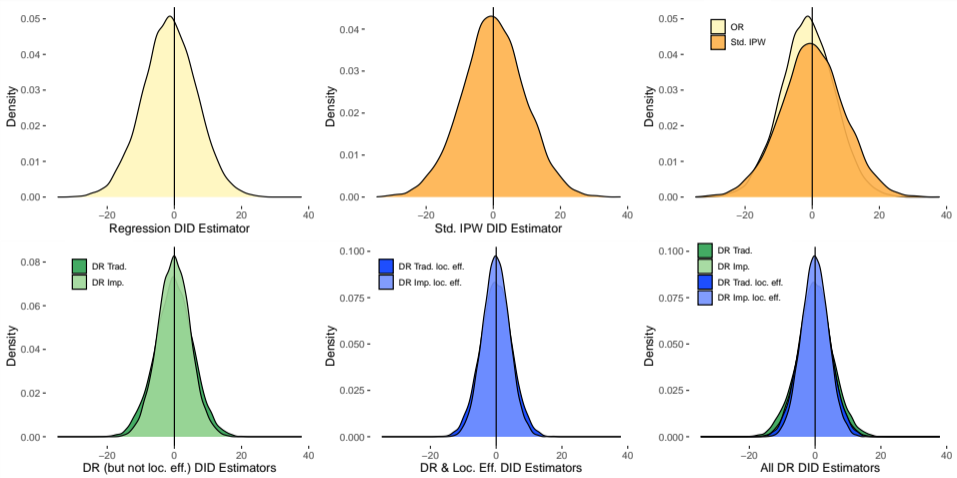 Density
0.05
0.04
0.03
0.02
0.01
0.00
−20 0 20 40
Regression DID Estimator
Density
0.04
0.03
0.02
0.01
0.00
−20 0 20 40
Std. IPW DID Estimator
Density
0.05
0.04
0.03
0.02
0.01
0.00
OR
Std. IPW
−20 0 20 40
Density
0.08
0.06
0.04
0.02
0.00
DR Trad.
DR Imp.
−20 0 20 40
DR (but not loc. eff.) DID Estimators
Density
0.100
0.075
0.050
0.025
0.000
DR Trad. loc. eff.
DR Imp. loc. eff.
−20 0 20 40
DR & Loc. Eff. DID Estimators
Density
0.100
0.075
0.050
0.025
0.000
DR Trad.
DR Imp.
DR Trad. loc. eff.
DR Imp. loc. eff.
−20 0 20 40
All DR DID Estimators